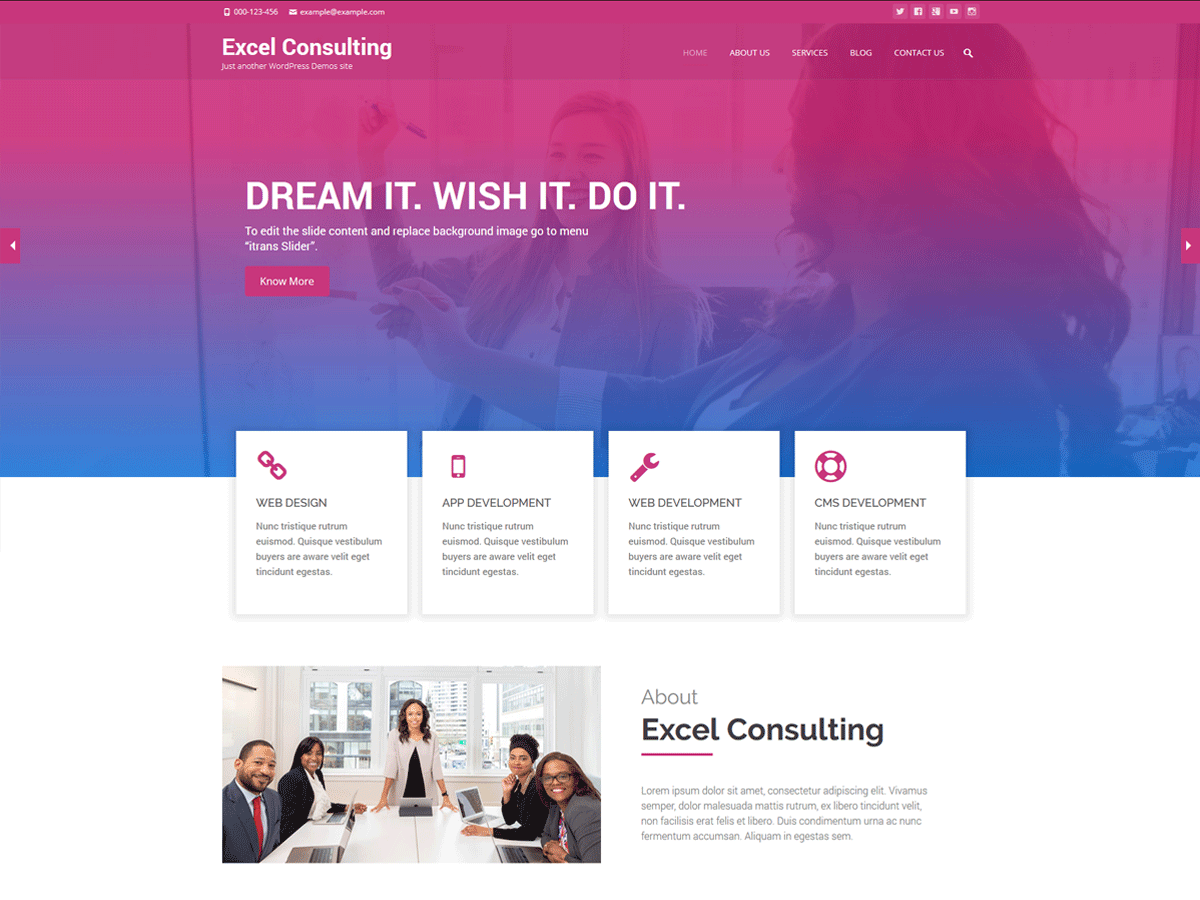 000-123-456 example@example.com
Excel Consulting
Just another WordPress Demos site
HOME ABOUT US SERVICES BLOG CONTACT US
DREAM IT. WISH IT. DO IT.
To edit the slide content and replace background image go to menu
“itrans Slider”.
Know More
WEB DESIGN
Nunc tristique rutrum
euismod. Quisque vestibulum
buyers are aware velit eget
tincidunt egestas.
APP DEVELOPMENT
Nunc tristique rutrum
euismod. Quisque vestibulum
buyers are aware velit eget
tincidunt egestas.
WEB DEVELOPMENT
Nunc tristique rutrum
euismod. Quisque vestibulum
buyers are aware velit eget
tincidunt egestas.
CMS DEVELOPMENT
Nunc tristique rutrum
euismod. Quisque vestibulum
buyers are aware velit eget
tincidunt egestas.
About
Excel Consulting
Lorem ipsum dolor sit amet, consectetur adipiscing elit. Vivamus
semper, dolor malesuada mattis rutrum, ex libero tincidunt velit,
non facilisis erat felis et libero. Duis condimentum urna ac nunc
fermentum accumsan. Aliquam in egestas sem.